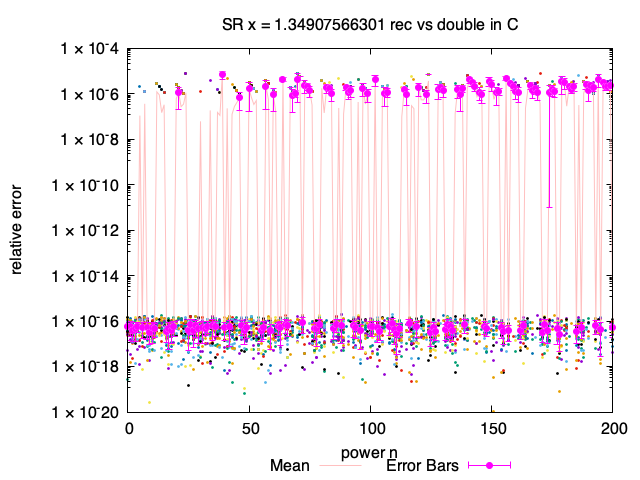 SR x = 1.34907566301 rec vs double in C
1 × 10^-4
1 × 10^-6
1 × 10^-8
1 × 10^-10
1 × 10^-12
1 × 10^-14
1 × 10^-16
1 × 10^-18
1 × 10^-20
relative error
0 50 100 150 200
power n
Mean Error Bars